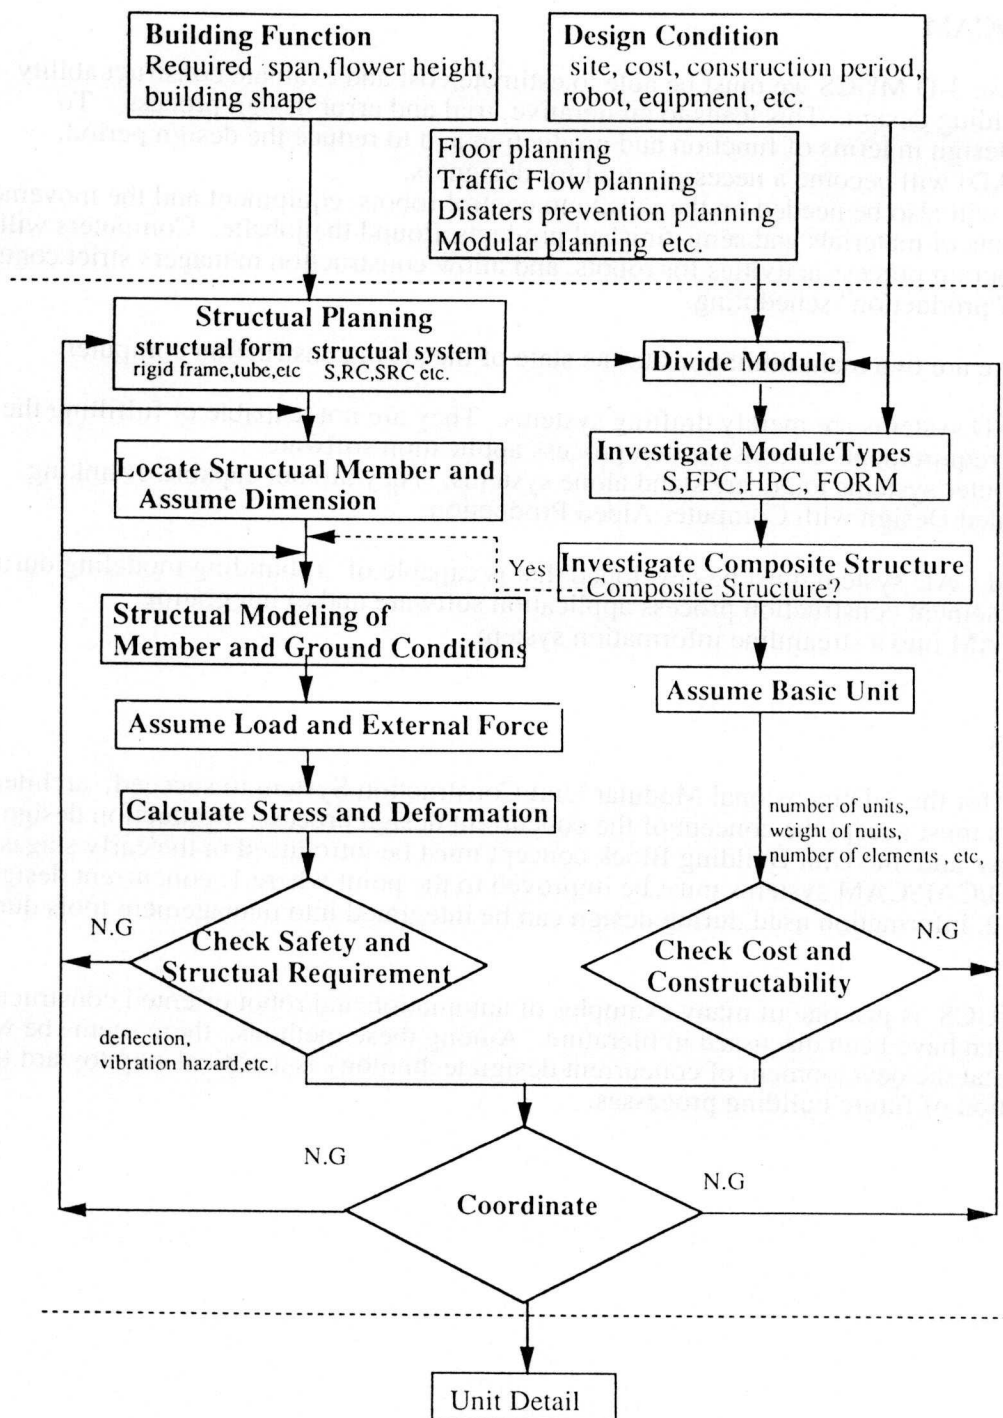 Building Function
Required span,flower height,
building shape
Design Condition
site, cost, construction period,
robot, eqipment, etc.
Floor planning
Traffic Flow planning
Disaters prevention planning
Modular planning etc.
Structual Planning
structual form structual system
rigid frame,tube,etc S,RC,SRC etc.
Divide Module
Locate Structual Member and
Assume Dimension
Investigate ModuleTypes
S,FPG,HPC, FORM
Yes
Investigate Composite Structure
Composite Structure?
Structual Modeling of
Member and Ground Conditions
Assume Basic Unit
Assume Load and External Force
Calculate Stress and Deformation
number of units,
weight of nuits,
number of elements , etc,
N.G
Check Safety and
Structual Requirement
N.G
Check Cost and
Constructability
deflection,
vibration hazard,etc.
N.G
Coordinate
N.G
Unit Detail